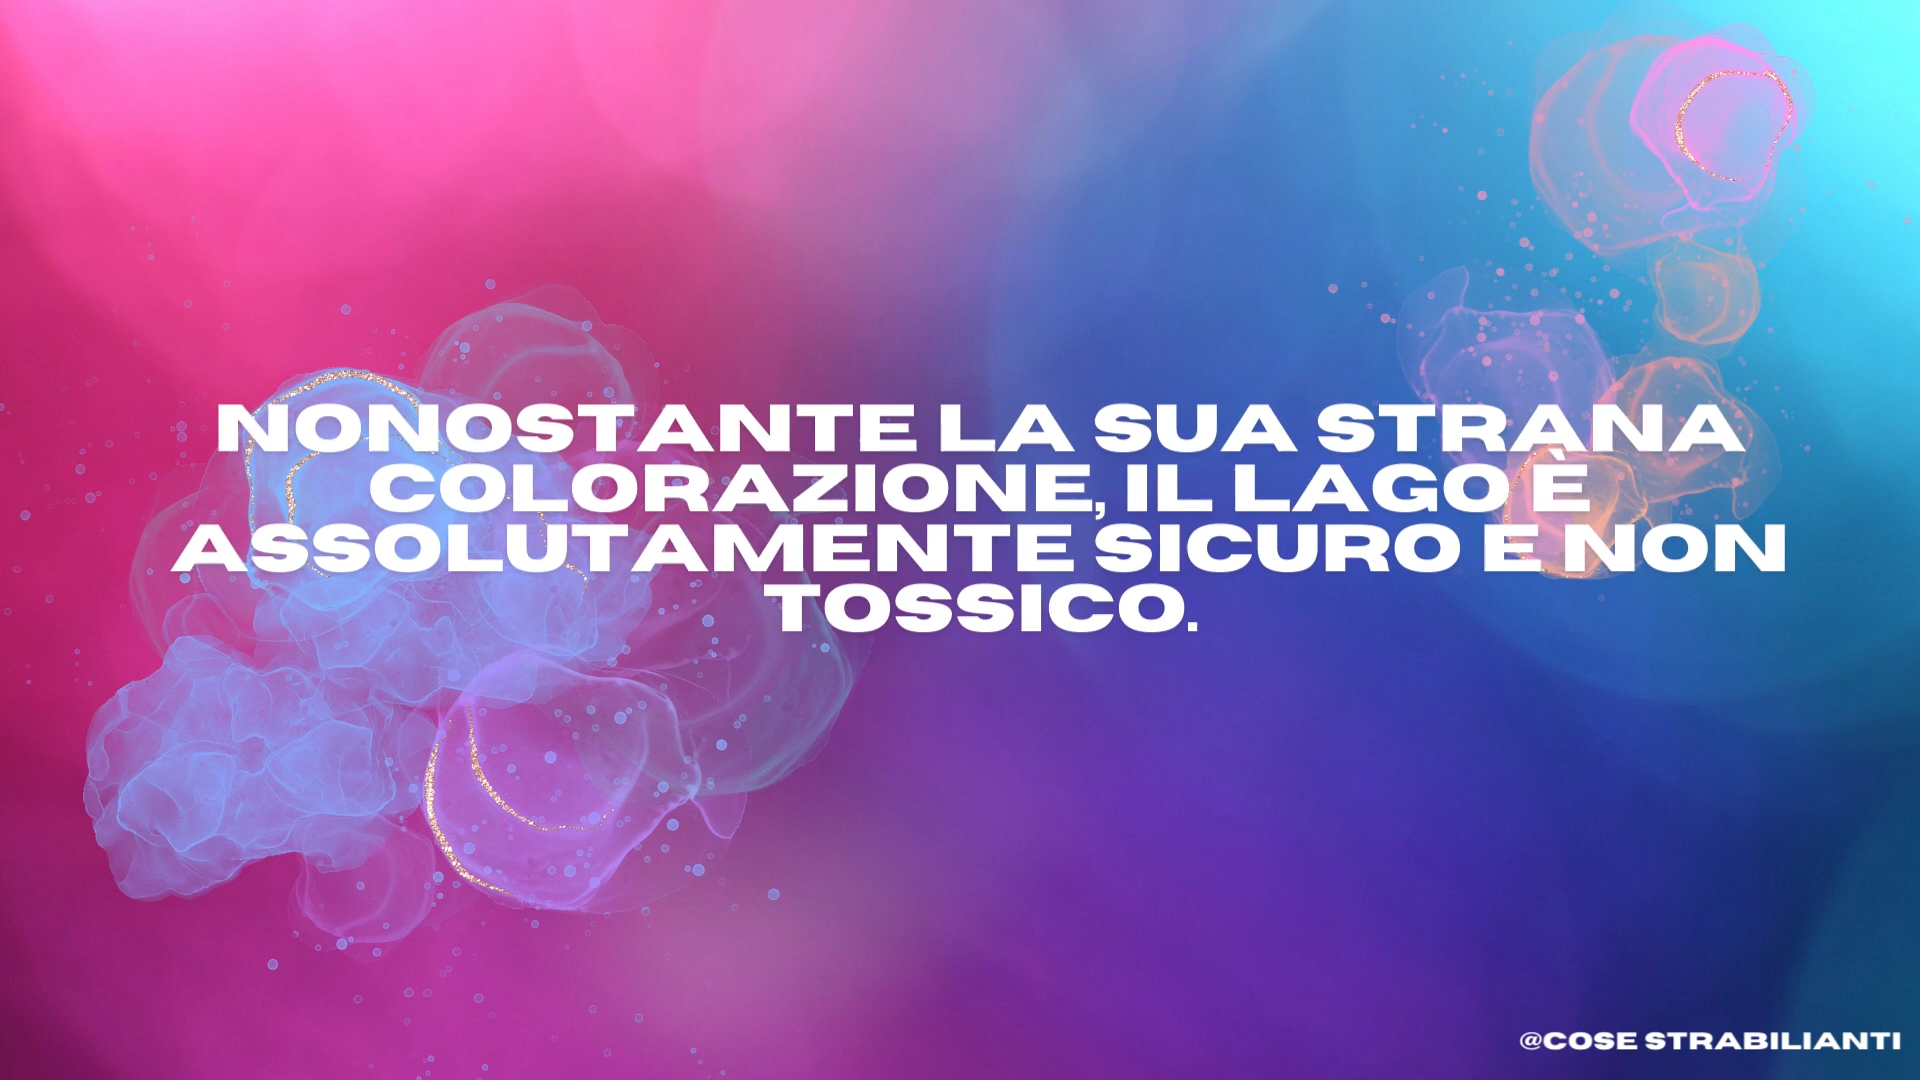 NONOSTANTE LA SUA STRANA
COLORAZIONE, IL LAGO È
ASSOLUTAMENTE SICURO E NON
TOSSICO.
@COSE STRABILIANTI